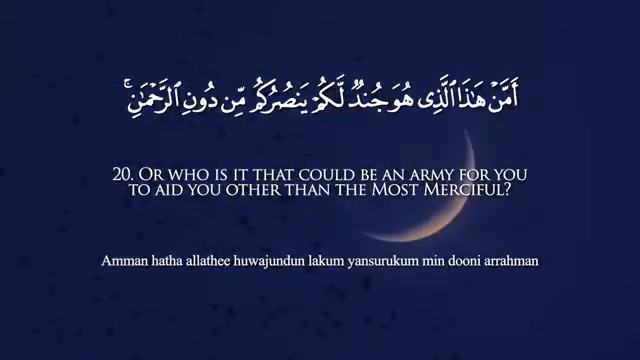 أَمَّنْ هَٰذَا ٱلَّذِى هُوَ جُندٌ لَّكُمْ يَنصُرُكُم مِّن دُونِ ٱلرَّحْمَٰنِ ۚ
20. Or who is it that could be an army for you
to aid you other than the Most Merciful?
Amman hatha allathee huwajundun lakum yansurukum min dooni arrahman